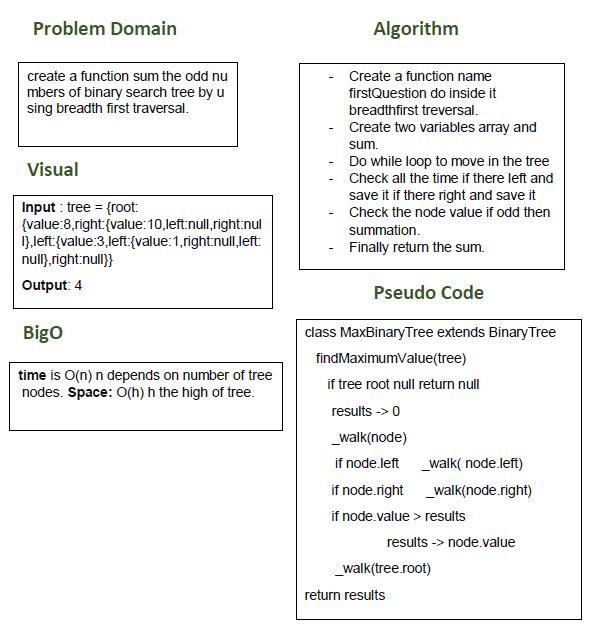 Problem Domain
create a function sum the odd nu
mbers of binary search tree by u
sing breadth first traversal.
Visual
Input : tree = {root:
{value:8,right:{value:10,left:null,right:nul
l},left:{value:3,left:{value:1,right:null,left:
null},right:null}}
Output: 4
BigO
time is O(n) n depends on number of tree
nodes. Space: O(h) h the high of tree.
Algorithm
- Create a function name
firstQuestion do inside it
breadthfirst treversal.
- Create two variables array and
sum.
- Do while loop to move in the tree
- Check all the time if there left and
save it if there right and save it
- Check the node value if odd then
summation.
- Finally return the sum.
Pseudo Code
class MaxBinaryTree extends BinaryTree
findMaximumValue(tree)
if tree root null return null
results -> 0
_walk(node)
if node.left _walk( node.left)
if node.right _walk(node.right)
if node.value > results
results -> node.value
_walk(tree.root)
return results